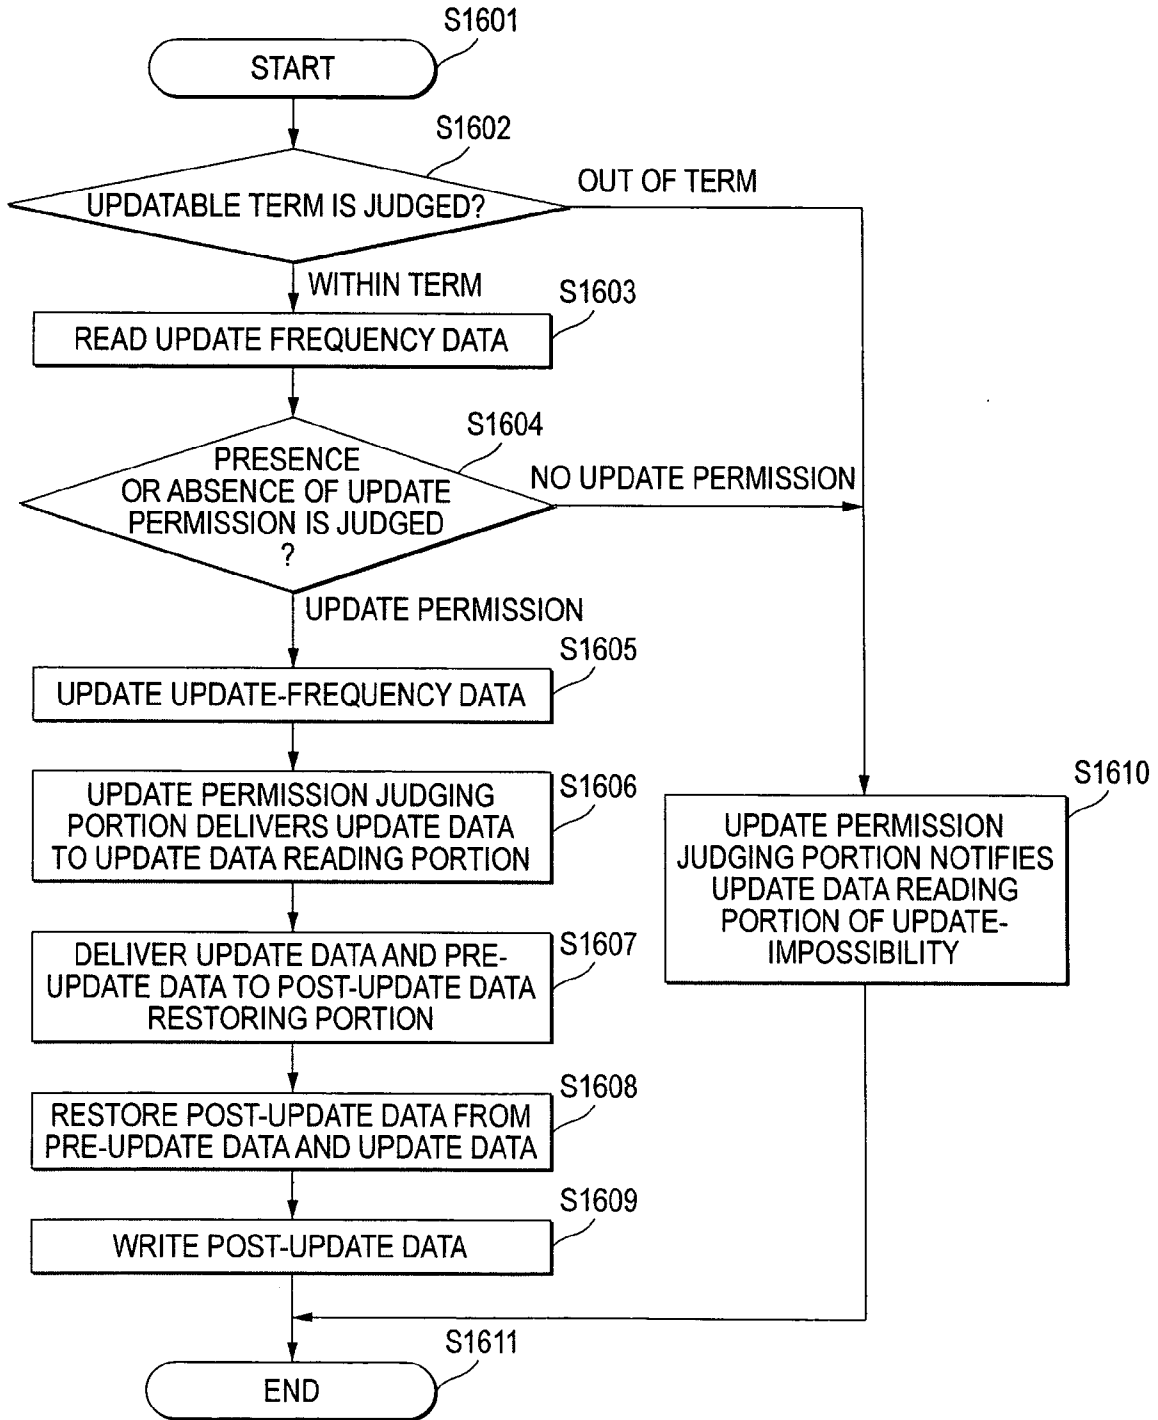 S1601
START
S1602
UPDATABLE TERM IS JUDGED?
OUT OF TERM
WITHIN TERM
S1603
READ UPDATE FREQUENCY DATA
S1604
PRESENCE
OR ABSENCE OF UPDATE
PERMISSION IS JUDGED
?
NO UPDATE PERMISSION
UPDATE PERMISSION
S1605
UPDATE UPDATE-FREQUENCY DATA
S1606
UPDATE PERMISSION JUDGING
PORTION DELIVERS UPDATE DATA
TO UPDATE DATA READING PORTION
S1610
UPDATE PERMISSION
JUDGING PORTION NOTIFIES
UPDATE DATA READING
PORTION OF UPDATE-
IMPOSSIBILITY
S1607
DELIVER UPDATE DATA AND PRE-
UPDATE DATA TO POST-UPDATE DATA
RESTORING PORTION
S1608
RESTORE POST-UPDATE DATA FROM
PRE-UPDATE DATA AND UPDATE DATA
S1609
WRITE POST-UPDATE DATA
S1611
END